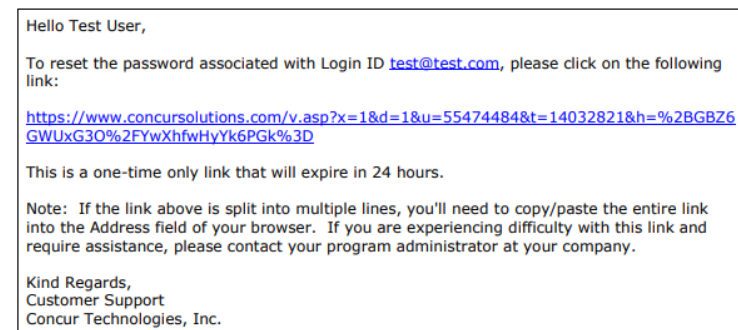 Hello Test User,
To reset the password associated with Login ID test@test.com, please click on the following
link:
https://www.concursolutions.com/v.asp?x=1&d=1&u=55474484&t=14032821&h=%2BGBZ6
GWUxG3O%2FYwXhfwHyYk6PGk%3D
This is a one-time only link that will expire in 24 hours.
Note:  If the link above is split into multiple lines, you'll need to copy/paste the entire link
into the Address field of your browser.  If you are experiencing difficulty with this link and
require assistance, please contact your program administrator at your company.
Kind Regards,
Customer Support
Concur Technologies, Inc.